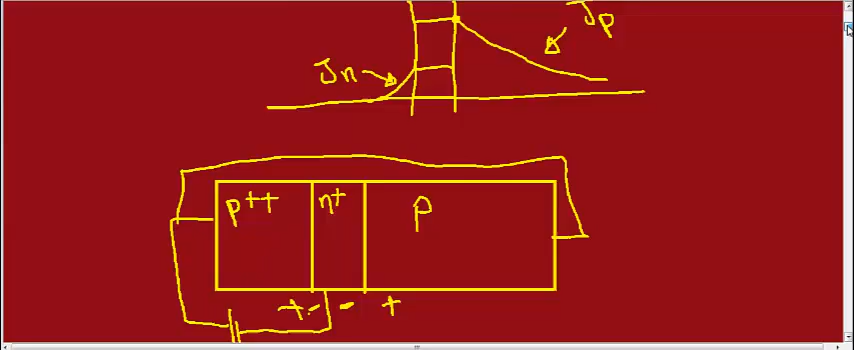 Jp
Jn
p++ n+ p
+ - - +